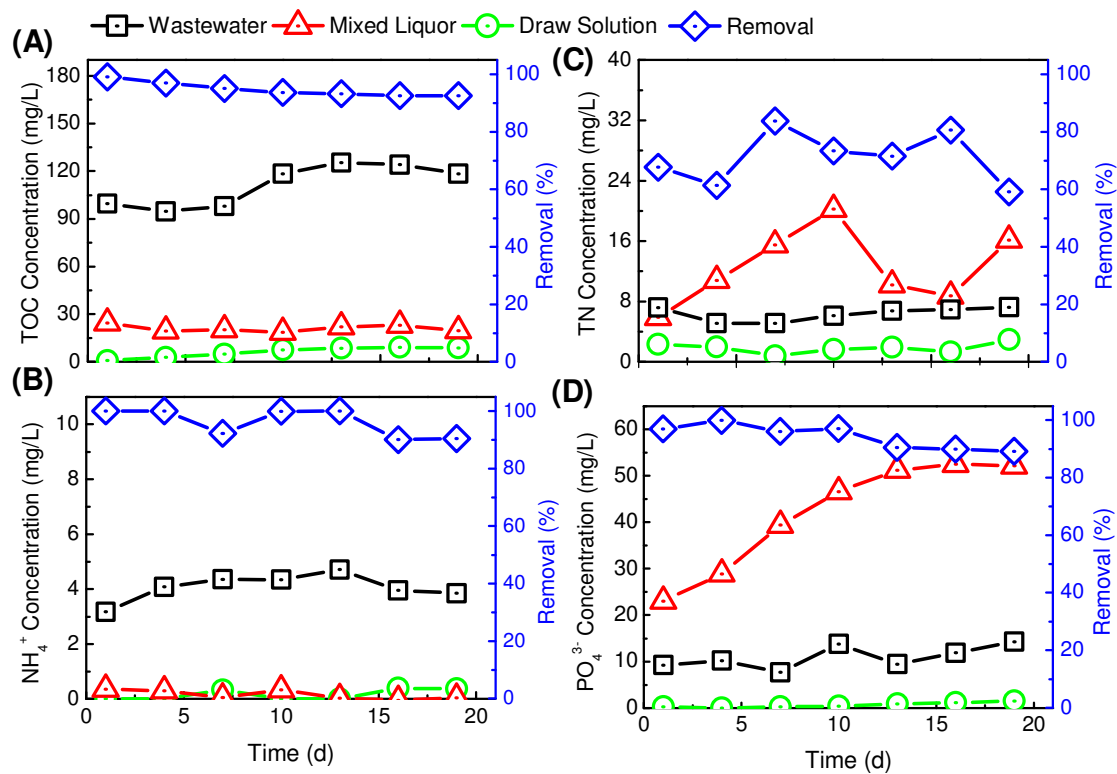 Wastewater Mixed Liquor Draw Solution Removal
(A)
180
150
120
90
60
30
0
TOC Concentration (mg/L)
100
80
60
40
20
0
Removal (%)
(C)
40
32
24
16
8
0
TN Concentration (mg/L)
100
80
60
40
20
0
Removal (%)
(B)
10
8
6
4
2
0
NH₄⁺ Concentration (mg/L)
100
80
60
40
20
0
Removal (%)
0 5 10 15 20
Time (d)
(D)
60
50
40
30
20
10
0
PO₄³⁻ Concentration (mg/L)
100
80
60
40
20
0
Removal (%)
0 5 10 15 20
Time (d)